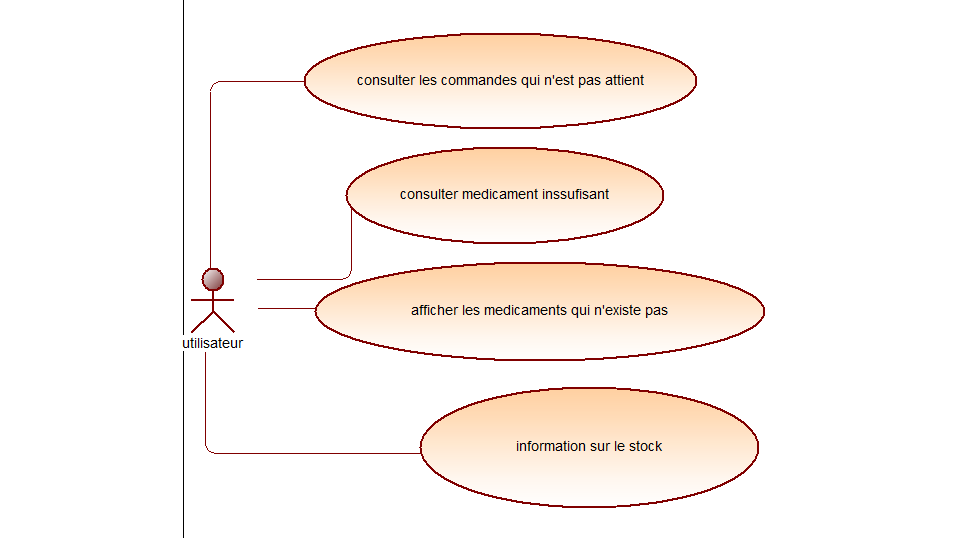 consulter les commandes qui n'est pas attient
consulter medicament inssufisant
afficher les medicaments qui n'existe pas
utilisateur
information sur le stock